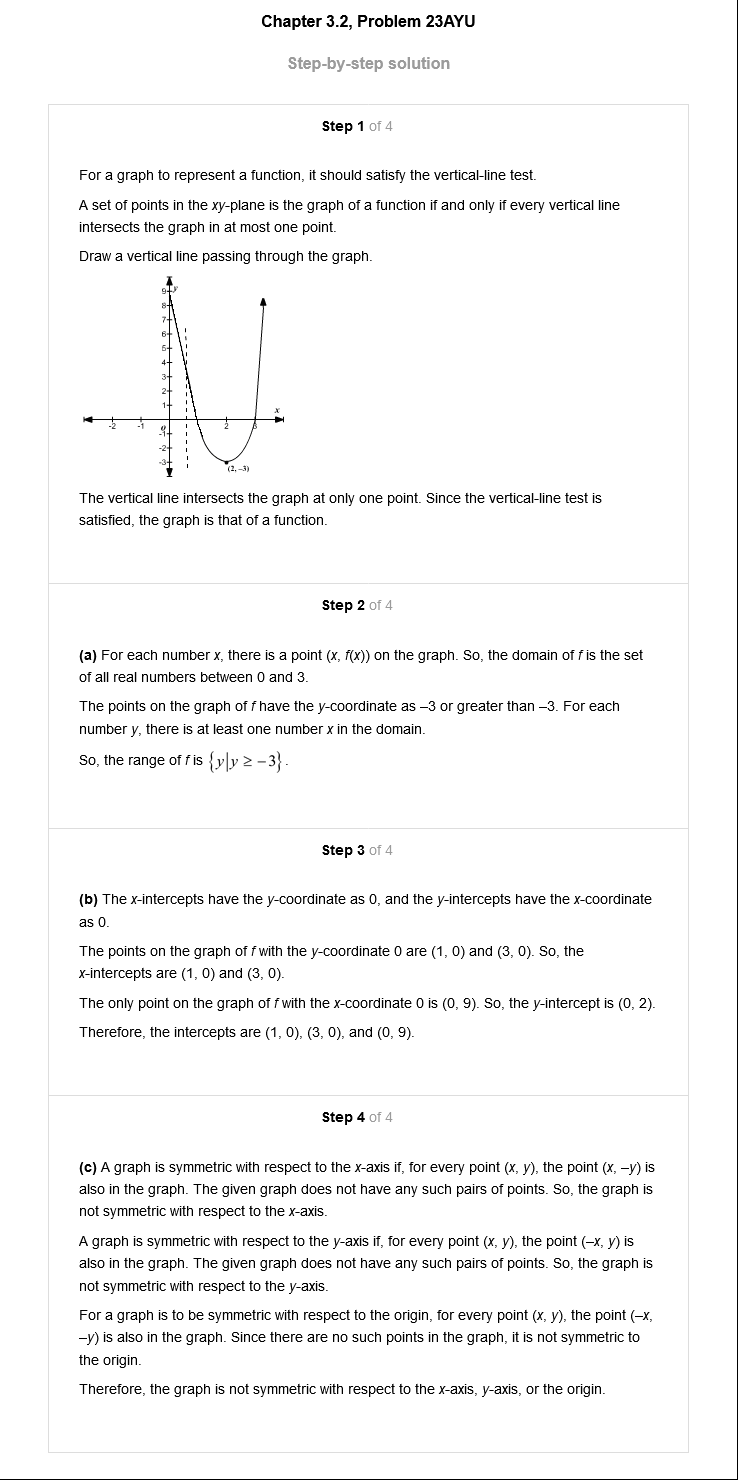 Chapter 3.2, Problem 23AYU
Step-by-step solution
Step 1 of 4
For a graph to represent a function, it should satisfy the vertical-line test.
A set of points in the xy-plane is the graph of a function if and only if every vertical line
intersects the graph in at most one point.
Draw a vertical line passing through the graph.
y
9
8
7
6
5
4
3
2
1
x
-2
-1
0
2
3
-1
-2
-3
(2, -3)
The vertical line intersects the graph at only one point. Since the vertical-line test is
satisfied, the graph is that of a function.
Step 2 of 4
(a) For each number x, there is a point (x, f(x)) on the graph. So, the domain of f is the set
of all real numbers between 0 and 3.
The points on the graph of f have the y-coordinate as –3 or greater than –3. For each
number y, there is at least one number x in the domain.
So, the range of f is {y|y ≥ −3}.
Step 3 of 4
(b) The x-intercepts have the y-coordinate as 0, and the y-intercepts have the x-coordinate
as 0.
The points on the graph of f with the y-coordinate 0 are (1, 0) and (3, 0). So, the
x-intercepts are (1, 0) and (3, 0).
The only point on the graph of f with the x-coordinate 0 is (0, 9). So, the y-intercept is (0, 2).
Therefore, the intercepts are (1, 0), (3, 0), and (0, 9).
Step 4 of 4
(c) A graph is symmetric with respect to the x-axis if, for every point (x, y), the point (x, –y) is
also in the graph. The given graph does not have any such pairs of points. So, the graph is
not symmetric with respect to the x-axis.
A graph is symmetric with respect to the y-axis if, for every point (x, y), the point (–x, y) is
also in the graph. The given graph does not have any such pairs of points. So, the graph is
not symmetric with respect to the y-axis.
For a graph is to be symmetric with respect to the origin, for every point (x, y), the point (–x,
–y) is also in the graph. Since there are no such points in the graph, it is not symmetric to
the origin.
Therefore, the graph is not symmetric with respect to the x-axis, y-axis, or the origin.